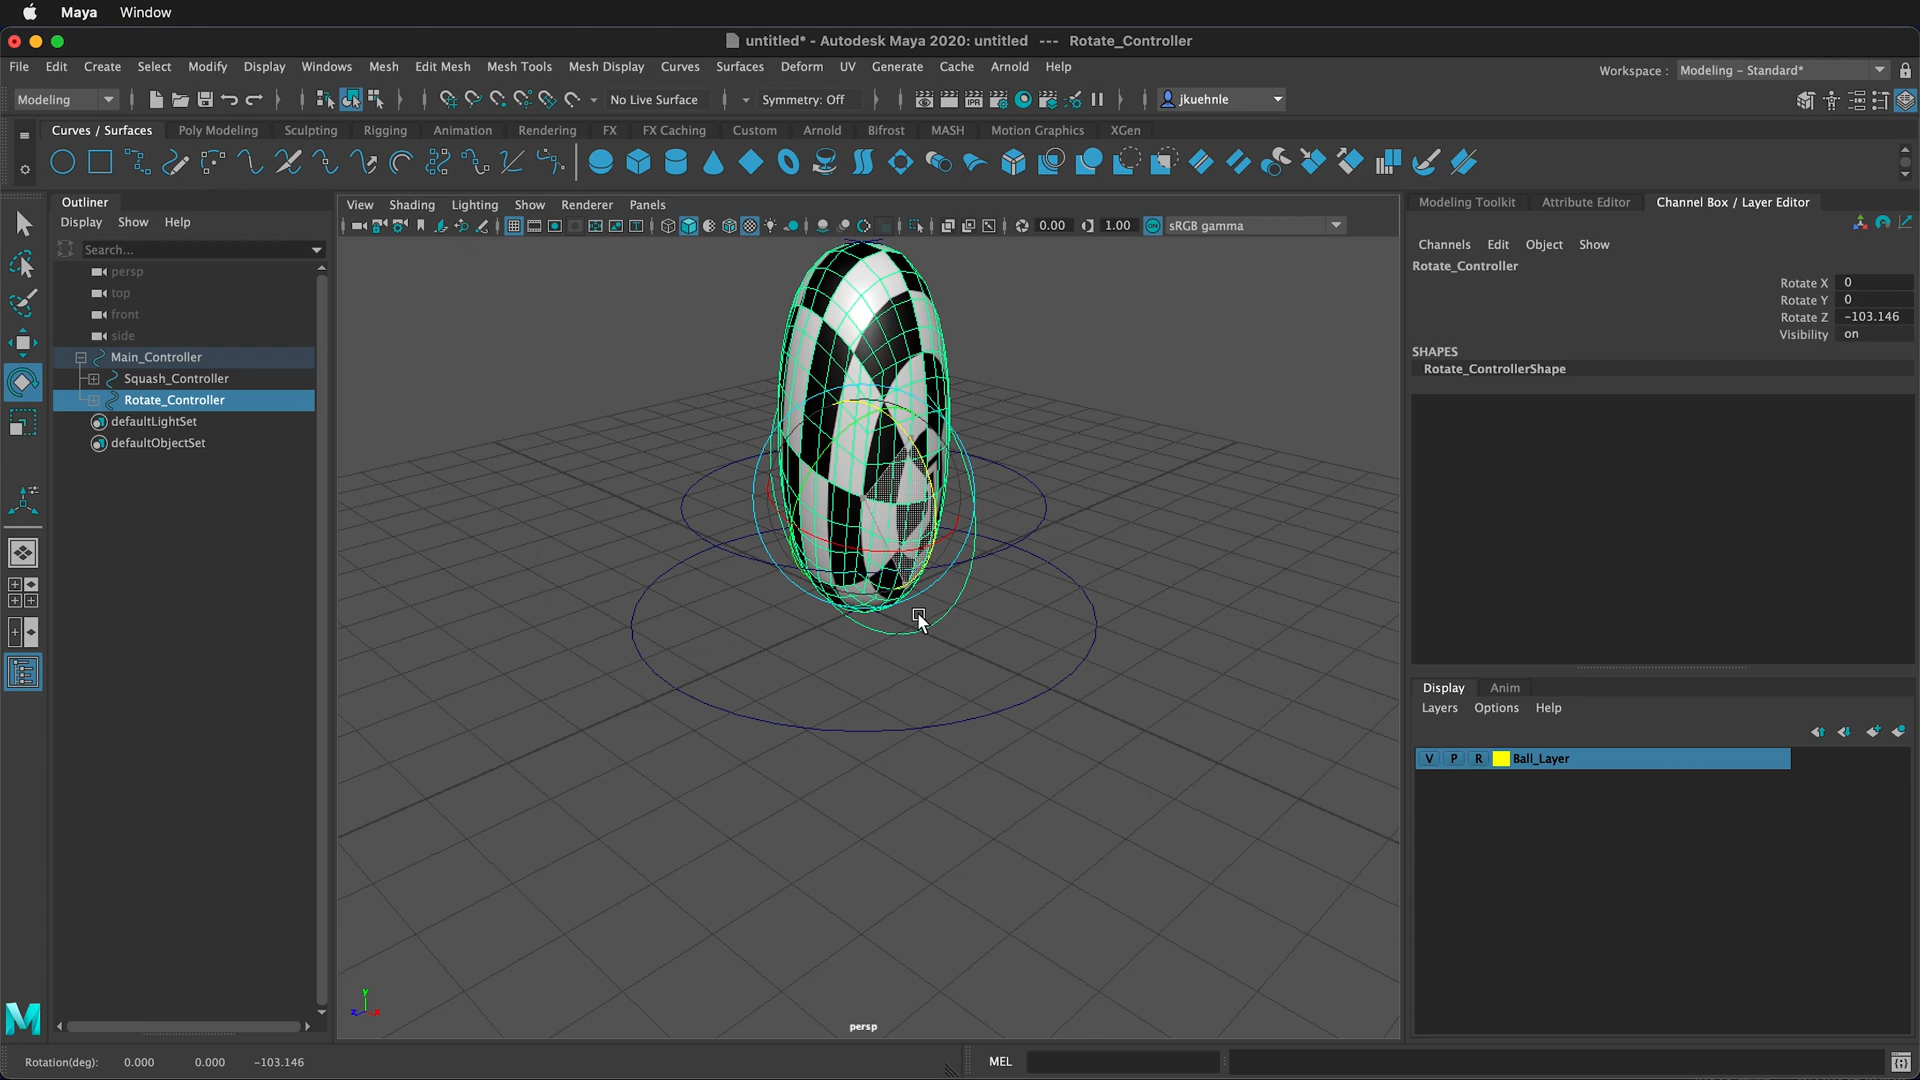 Maya Window
untitled* - Autodesk Maya 2020: untitled --- Rotate_Controller
File Edit Create Select Modify Display Windows Mesh Edit Mesh Mesh Tools Mesh Display Curves Surfaces Deform UV Generate Cache Arnold Help
Workspace : Modeling - Standard*
Modeling No Live Surface Symmetry: Off IPR jkuehnle
Curves / Surfaces Poly Modeling Sculpting Rigging Animation Rendering FX FX Caching Custom Arnold Bifrost MASH Motion Graphics XGen
Outliner
Display Show Help
Search...
persp
top
front
side
Main_Controller
Squash_Controller
Rotate_Controller
defaultLightSet
defaultObjectSet
View Shading Lighting Show Renderer Panels
0.00 1.00 ON sRGB gamma
persp
y
z x
Modeling Toolkit Attribute Editor Channel Box / Layer Editor
Channels Edit Object Show
Rotate_Controller
Rotate X 0
Rotate Y 0
Rotate Z -103.146
Visibility on
SHAPES
Rotate_ControllerShape
Display Anim
Layers Options Help
V P R Ball_Layer
Rotation(deg): 0.000 0.000 -103.146
MEL
M